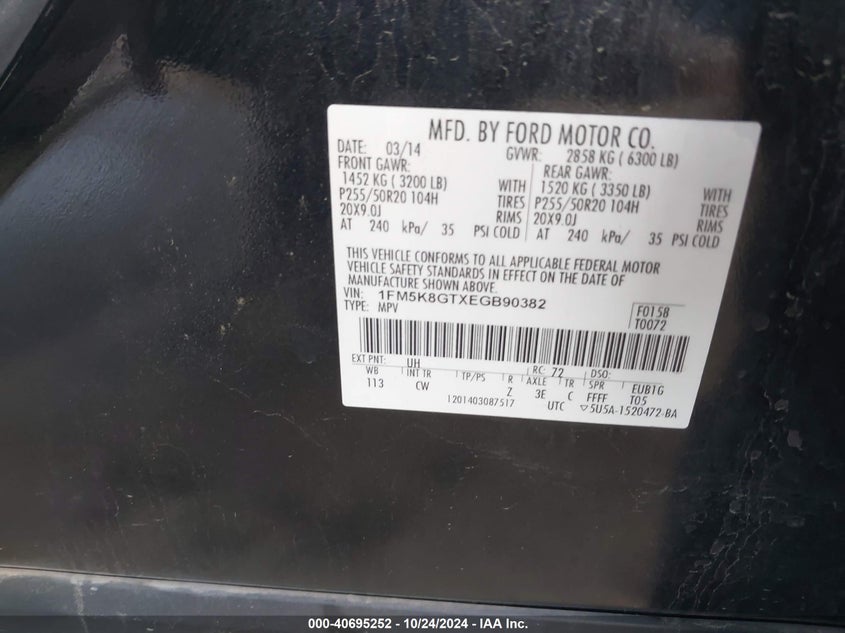 MFD. BY FORD MOTOR CO.
DATE: 03/14 GVWR: 2858 KG ( 6300 LB)
FRONT GAWR: REAR GAWR:
1452 KG ( 3200 LB) WITH 1520 KG ( 3350 LB) WITH
P255/50R20 104H TIRES P255/50R20 104H TIRES
20X9.0J RIMS 20X9.0J RIMS
AT 240 kPa/ 35 PSI COLD AT 240 kPa/ 35 PSI COLD
THIS VEHICLE CONFORMS TO ALL APPLICABLE FEDERAL MOTOR
VEHICLE SAFETY STANDARDS IN EFFECT ON THE DATE OF
MANUFACTURE SHOWN ABOVE.
VIN: 1FM5K8GTXEGB90382 F0158
TYPE: MPV T0072
EXT PNT: UH RC: 72 DSO:
WB INT TR TP/PS R AXLE TR SPR EUB1G
113 CW Z 3E C FFFF T05
1201403087517 UTC ▽5U5A-1520472-BA
000-40695252 - 10/24/2024 - IAA Inc.